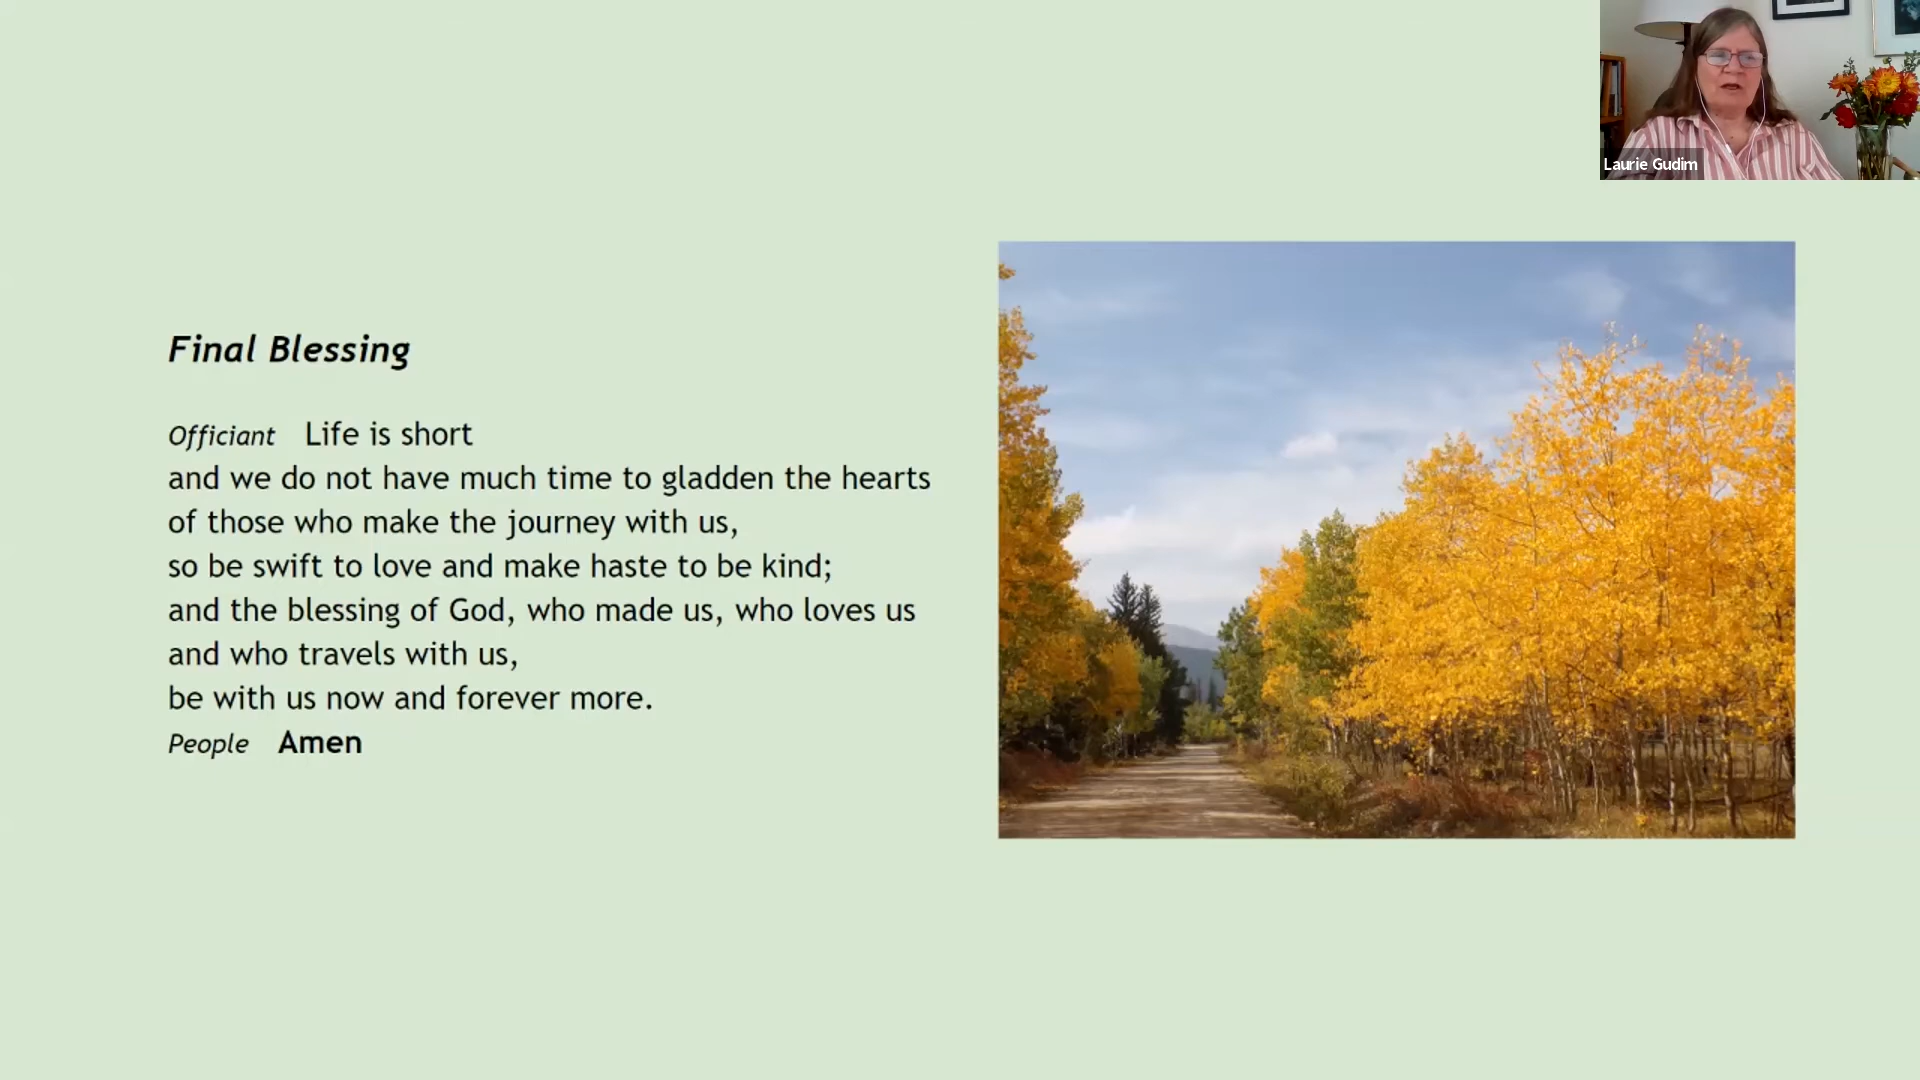 Laurie Gudim
Final Blessing
Officiant Life is short
and we do not have much time to gladden the hearts
of those who make the journey with us,
so be swift to love and make haste to be kind;
and the blessing of God, who made us, who loves us
and who travels with us,
be with us now and forever more.
People Amen